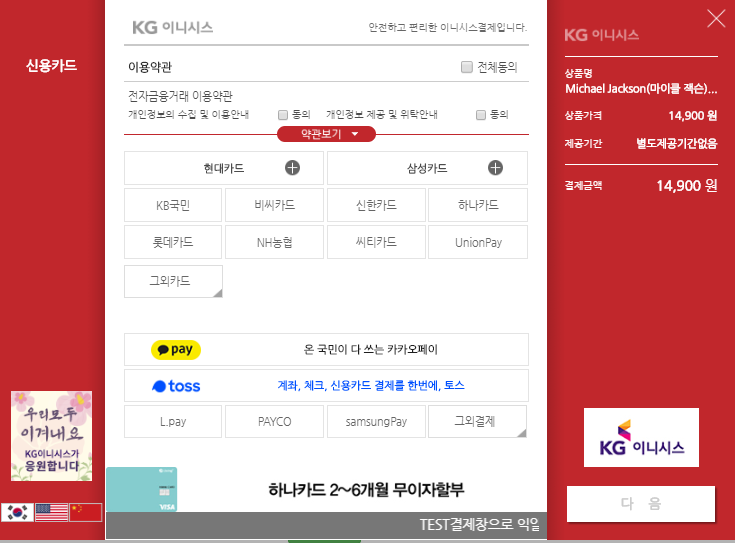 신용카드
우리모두
이겨내요
KG이니시스가
응원합니다
KG 이니시스
안전하고 편리한 이니시스결제입니다.
이용약관
전체동의
전자금융거래 이용약관
개인정보의 수집 및 이용안내 동의 개인정보 제공 및 위탁안내 동의
약관보기
현대카드 삼성카드
KB국민 비씨카드 신한카드 하나카드
롯데카드 NH농협 씨티카드 UnionPay
그외카드
pay 온 국민이 다 쓰는 카카오페이
toss 계좌, 체크, 신용카드 결제를 한번에, 토스
L.pay PAYCO samsungPay 그외결제
VISA
하나카드 2~6개월 무이자할부
TEST결제창으로 익일
KG 이니시스
상품명
Michael Jackson(마이클 잭슨)...
상품가격 14,900 원
제공기간 별도제공기간없음
결제금액 14,900 원
KG 이니시스
다 음